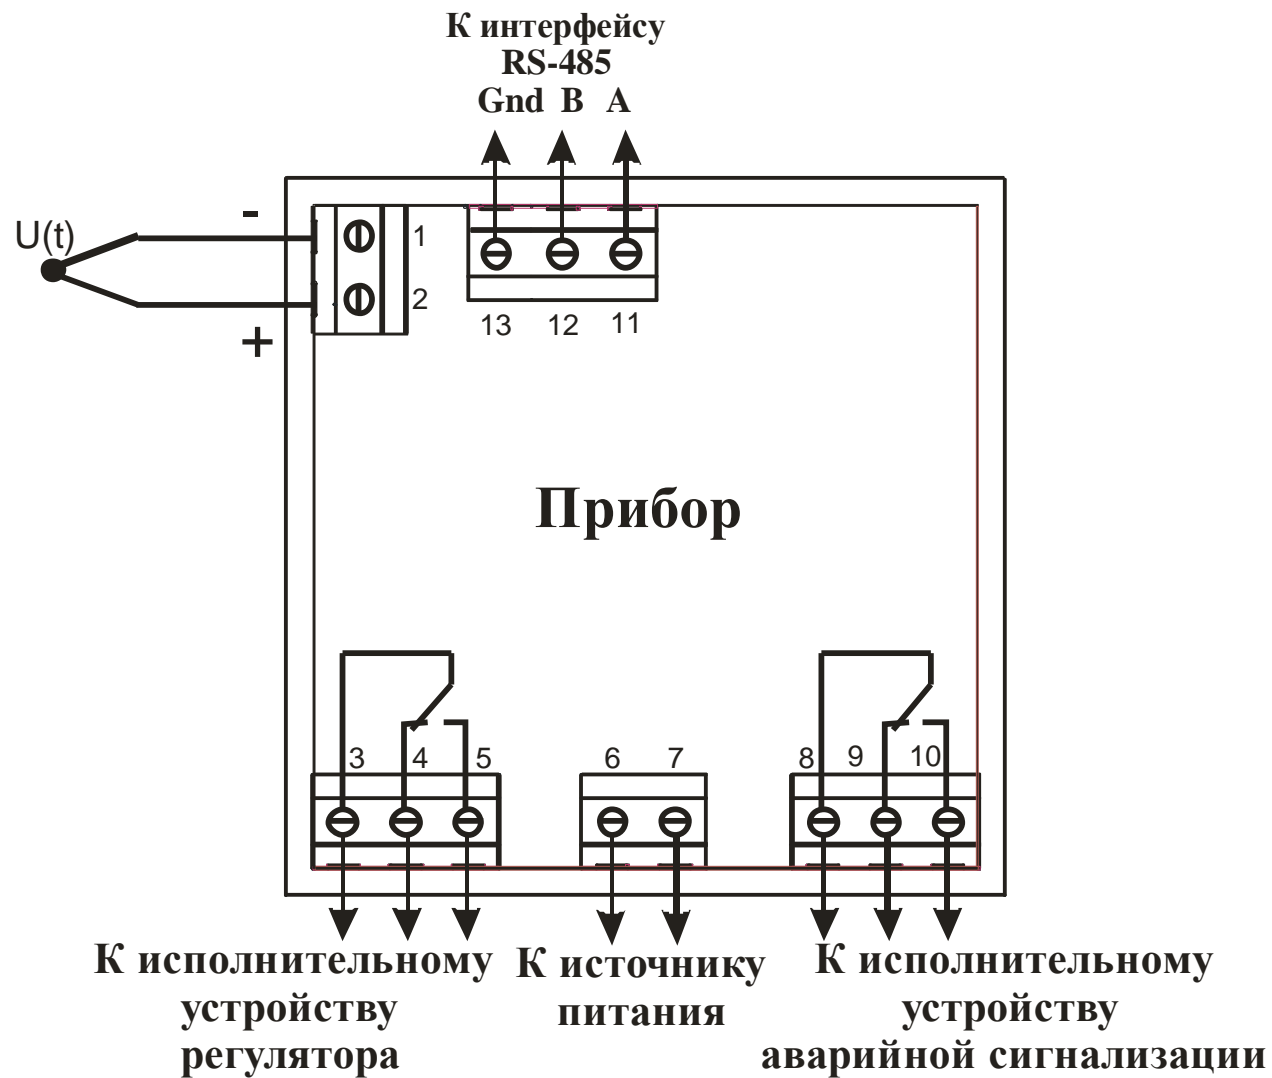 К интерфейсу
RS-485
Gnd B A
-
U(t)
1
2
+
13 12 11
Прибор
3 4 5 6 7 8 9 10
К исполнительному
устройству
регулятора
К источнику
питания
К исполнительному
устройству
аварийной сигнализации